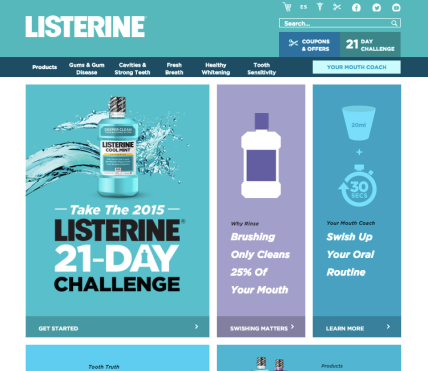 LISTERINE®
ES
Search...
COUPONS
& OFFERS
21 DAY
CHALLENGE
Products
Gums & Gum
Disease
Cavities &
Strong Teeth
Fresh
Breath
Healthy
Whitening
Tooth
Sensitivity
YOUR MOUTH COACH
LISTERINE
COOL MINT
Take The 2015
LISTERINE®
21-DAY
CHALLENGE
GET STARTED
Why Rinse
Brushing
Only Cleans
25% Of
Your Mouth
SWISHING MATTERS
20ml
+
30
SECS
Your Mouth Coach
Swish Up
Your Oral
Routine
LEARN MORE
Tooth Truth
Products